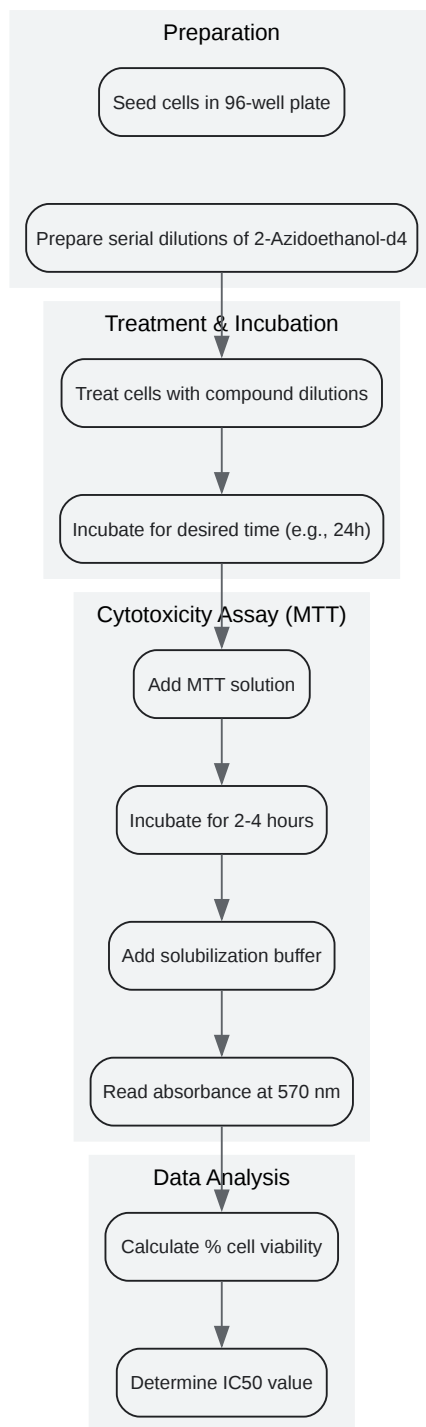 Preparation
Seed cells in 96-well plate
Prepare serial dilutions of 2-Azidoethanol-d4
Treatment & Incubation
Treat cells with compound dilutions
Incubate for desired time (e.g., 24h)
Cytotoxicity Assay (MTT)
Add MTT solution
Incubate for 2-4 hours
Add solubilization buffer
Read absorbance at 570 nm
Data Analysis
Calculate % cell viability
Determine IC50 value